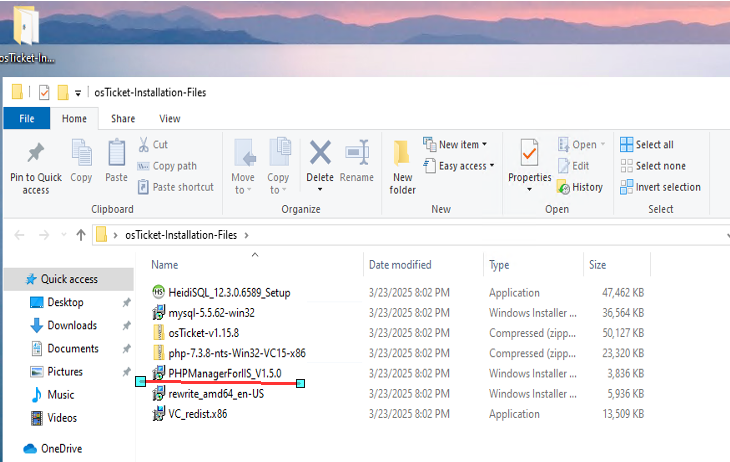 osTicket-Inst...
osTicket-Installation-Files
File Home Share View
Pin to Quick access
Copy
Paste
Cut
Copy path
Paste shortcut
Clipboard
Move to
Copy to
Delete
Rename
Organize
New folder
New item
Easy access
New
Properties
Open
Edit
History
Open
Select all
Select none
Invert selection
Select
osTicket-Installation-Files
Quick access
Desktop
Downloads
Documents
Pictures
Music
Videos
OneDrive
Name Date modified Type Size
HeidiSQL_12.3.0.6589_Setup 3/23/2025 8:02 PM Application 47,462 KB
mysql-5.5.62-win32 3/23/2025 8:02 PM Windows Installer ... 36,564 KB
osTicket-v1.15.8 3/23/2025 8:02 PM Compressed (zipp... 50,127 KB
php-7.3.8-nts-Win32-VC15-x86 3/23/2025 8:02 PM Compressed (zipp... 23,320 KB
PHPManagerForIIS_V1.5.0 3/23/2025 8:02 PM Windows Installer ... 3,836 KB
rewrite_amd64_en-US 3/23/2025 8:02 PM Windows Installer ... 5,936 KB
VC_redist.x86 3/23/2025 8:02 PM Application 13,509 KB